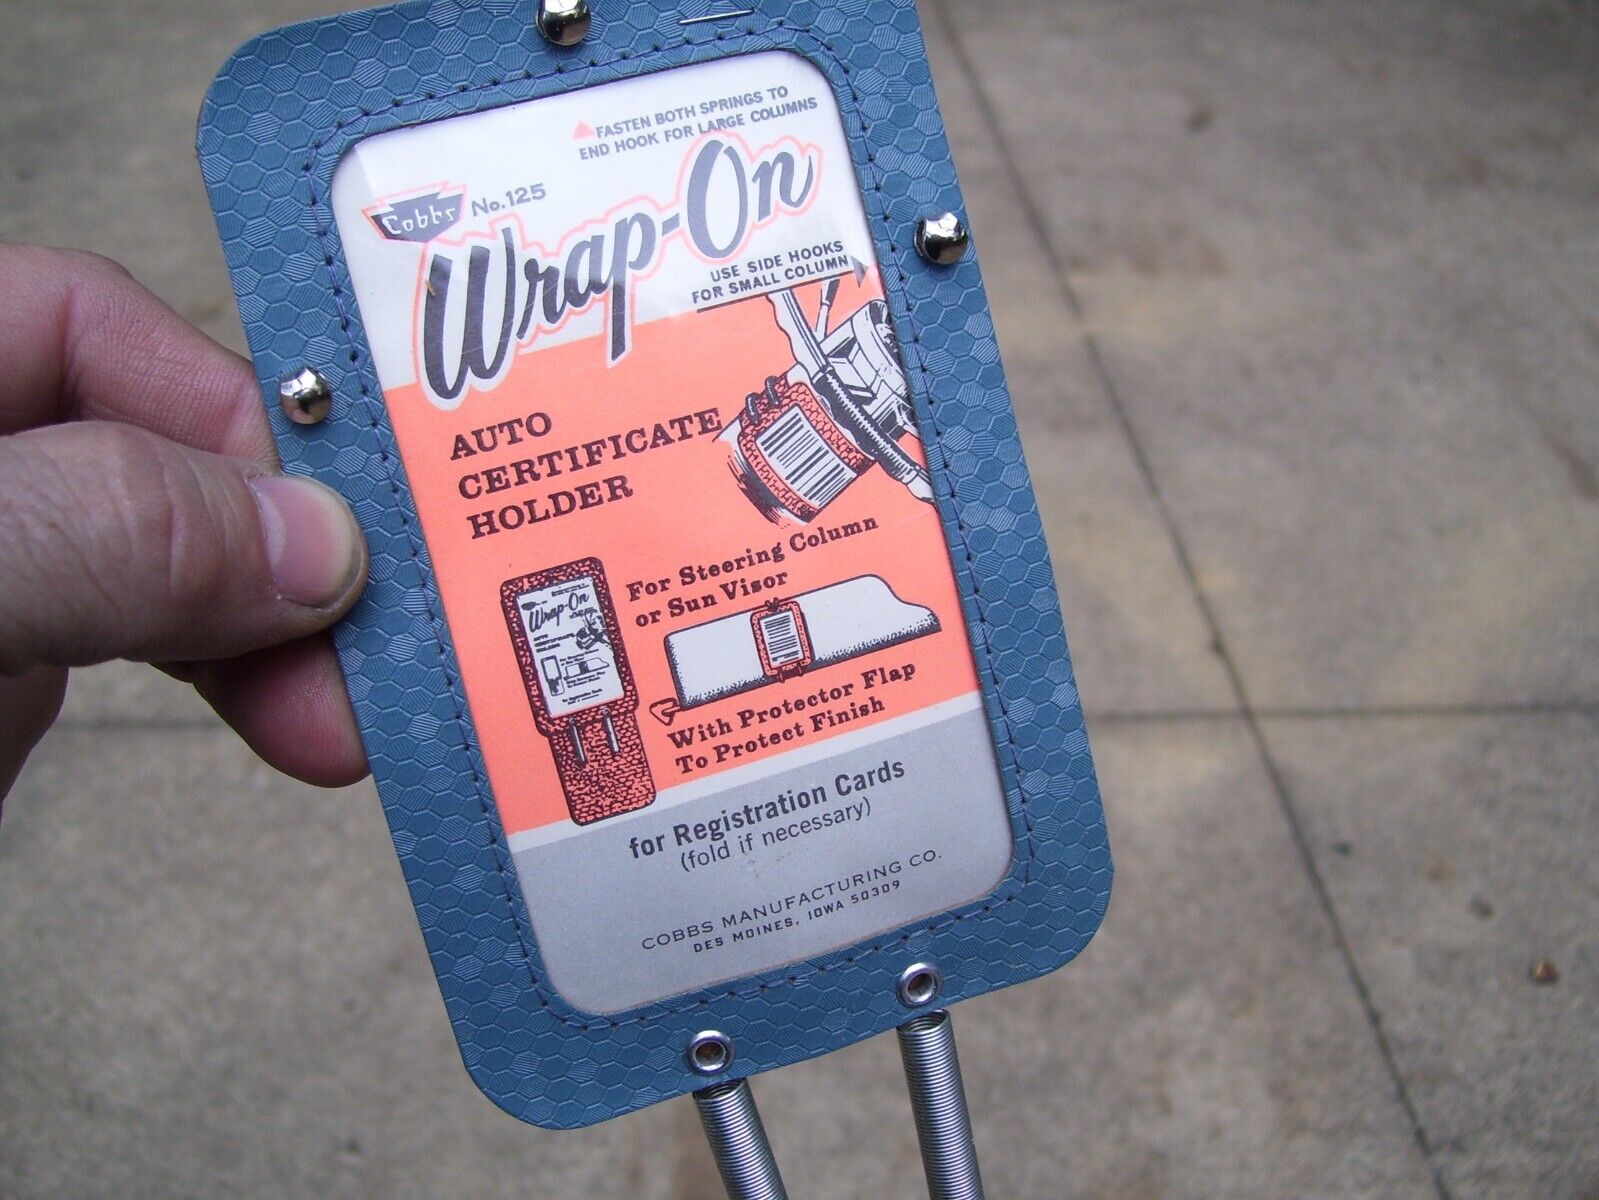 FASTEN BOTH SPRINGS TO
END HOOK FOR LARGE COLUMNS
Cobbs No.125
Wrap-On
USE SIDE HOOKS
FOR SMALL COLUMN
AUTO
CERTIFICATE
HOLDER
For Steering Column
or Sun Visor
Wrap-On
With Protector Flap
To Protect Finish
for Registration Cards
(fold if necessary)
COBBS MANUFACTURING CO.
DES MOINES, IOWA 50309